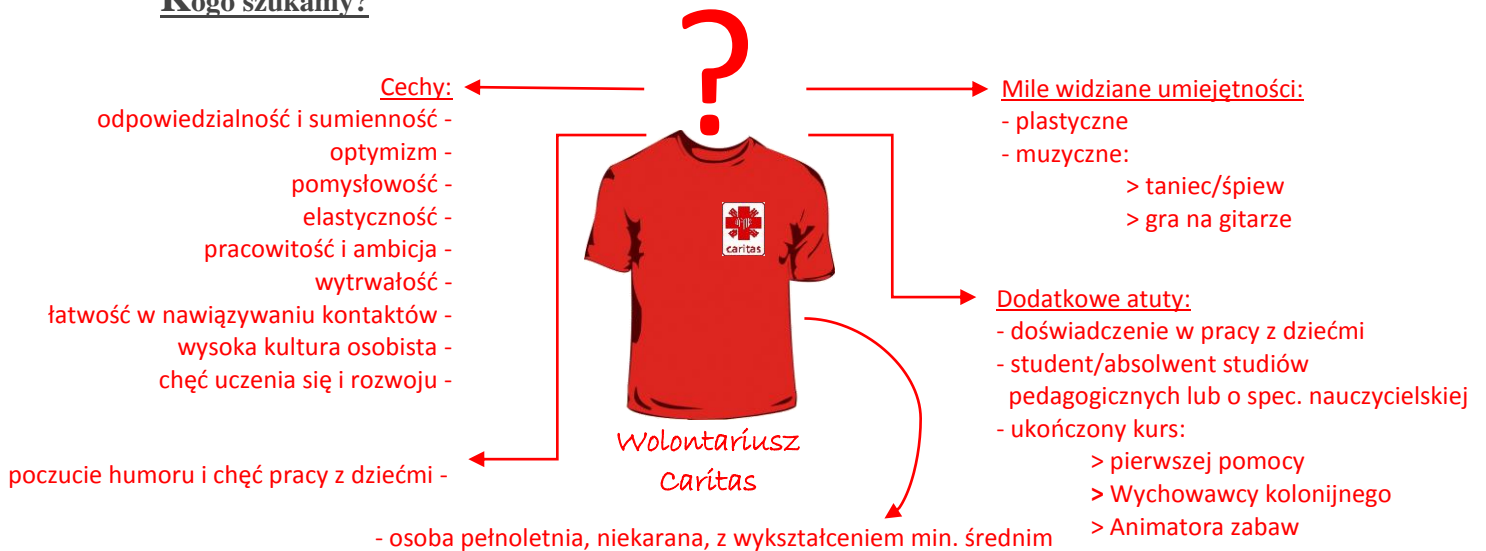 Kogo szukamy?
?
Cechy:
odpowiedzialność i sumienność -
optymizm -
pomysłowość -
elastyczność -
pracowitość i ambicja -
wytrwałość -
łatwość w nawiązywaniu kontaktów -
wysoka kultura osobista -
chęć uczenia się i rozwoju -
poczucie humoru i chęć pracy z dziećmi -
caritas
Wolontariusz
Caritas
- osoba pełnoletnia, niekarana, z wykształceniem min. średnim
Mile widziane umiejętności:
- plastyczne
- muzyczne:
> taniec/śpiew
> gra na gitarze
Dodatkowe atuty:
- doświadczenie w pracy z dziećmi
- student/absolwent studiów
pedagogicznych lub o spec. nauczycielskiej
- ukończony kurs:
> pierwszej pomocy
> Wychowawcy kolonijnego
> Animatora zabaw